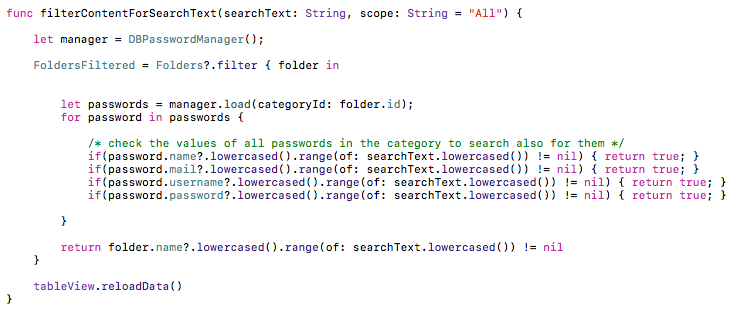 func filterContentForSearchText(searchText: String, scope: String = "All") {
let manager = DBPasswordManager();
FoldersFiltered = Folders?.filter { folder in
let passwords = manager.load(categoryId: folder.id);
for password in passwords {
/* check the values of all passwords in the category to search also for them */
if(password.name?.lowercased().range(of: searchText.lowercased()) != nil) { return true; }
if(password.mail?.lowercased().range(of: searchText.lowercased()) != nil) { return true; }
if(password.username?.lowercased().range(of: searchText.lowercased()) != nil) { return true; }
if(password.password?.lowercased().range(of: searchText.lowercased()) != nil) { return true; }
}
return folder.name?.lowercased().range(of: searchText.lowercased()) != nil
}
tableView.reloadData()
}